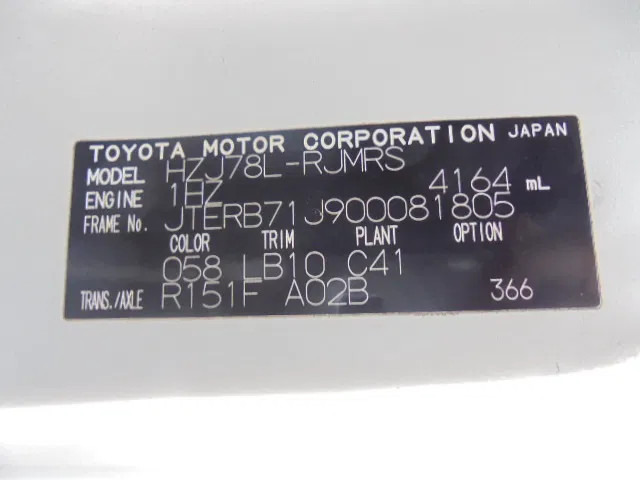 TOYOTA MOTOR CORPORATION JAPAN
MODEL HZJ78L-RJMRS
ENGINE 1HZ 4164 mL
FRAME No. JTERB71J900081805
COLOR TRIM PLANT OPTION
058 LB10 C41
TRANS./AXLE R151F A02B 366